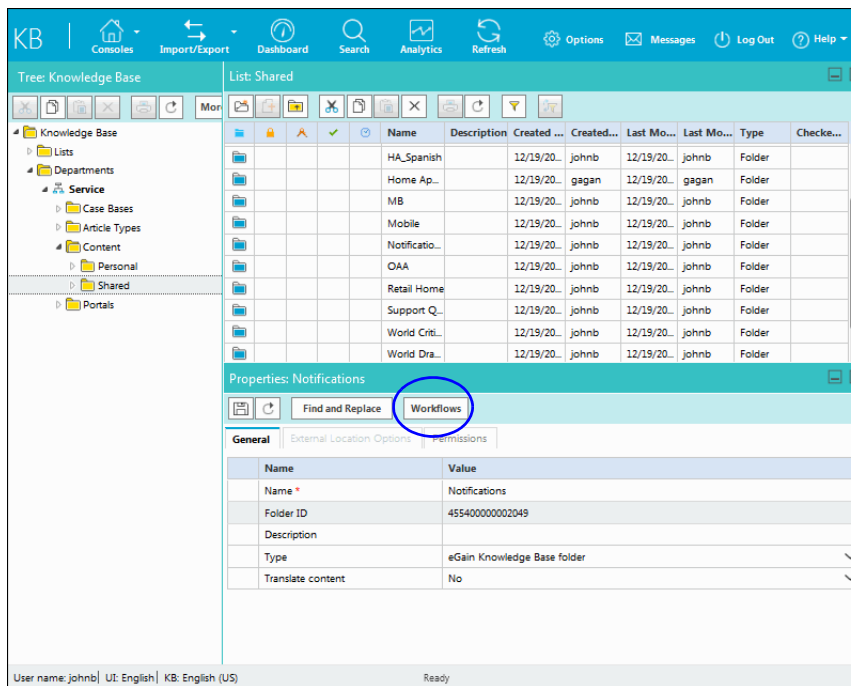 KB Consoles Import/Export Dashboard Search Analytics Refresh Options Messages Log Out Help
Tree: Knowledge Base
Mor
Knowledge Base
Lists
Departments
Service
Case Bases
Article Types
Content
Personal
Shared
Portals
List: Shared
Name Description Created ... Created... Last Mo... Last Mo... Type Checke...
HA_Spanish 12/19/20... johnb 12/19/20... johnb Folder
Home Ap... 12/19/20... gagan 12/19/20... gagan Folder
MB 12/19/20... johnb 12/19/20... johnb Folder
Mobile 12/19/20... johnb 12/19/20... johnb Folder
Notificatio... 12/19/20... johnb 12/19/20... johnb Folder
OAA 12/19/20... johnb 12/19/20... johnb Folder
Retail Home 12/19/20... johnb 12/19/20... johnb Folder
Support Q... 12/19/20... johnb 12/19/20... johnb Folder
World Criti... 12/19/20... johnb 12/19/20... johnb Folder
World Dra... 12/19/20... johnb 12/19/20... johnb Folder
Properties: Notifications
Find and Replace Workflows
General External Location Options Permissions
Name Value
Name * Notifications
Folder ID 455400000002049
Description
Type eGain Knowledge Base folder
Translate content No
User name: johnb UI: English KB: English (US) Ready